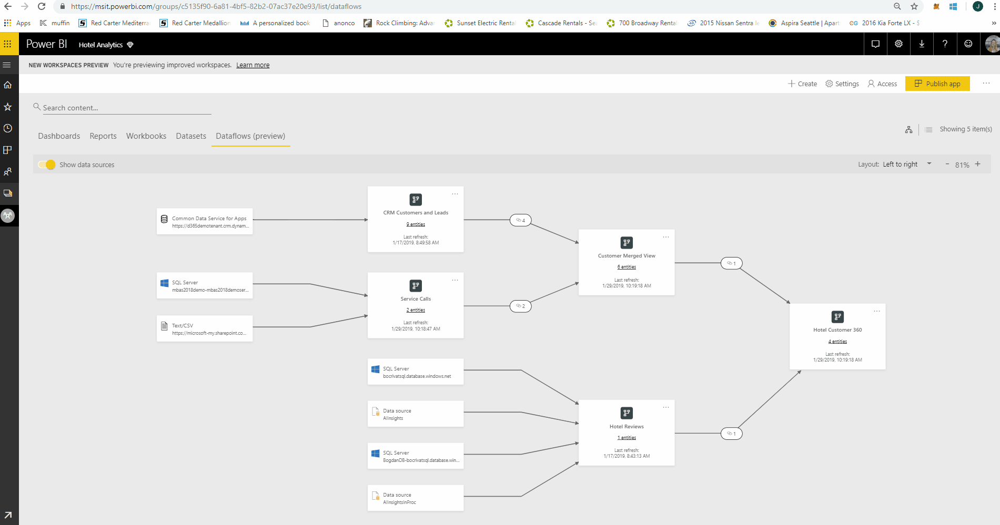 https://msit.powerbi.com/groups/c5135f90-6a81-4bf5-82b2-07ac37e20e93/list/dataflows
J
Apps muffin Red Carter Mediterra Red Carter Medallion A personalized book anonco Rock Climbing: Advan Sunset Electric Renta Cascade Rentals - Sea 700 Broadway Rental 2015 Nissan Sentra le Aspira Seattle | Apart 2016 Kia Forte LX - $ »
Power BI Hotel Analytics
NEW WORKSPACES PREVIEW You're previewing improved workspaces. Learn more
Create Settings Access Publish app ...
Search content...
Dashboards Reports Workbooks Datasets Dataflows (preview)
Showing 5 item(s)
Show data sources
Layout: Left to right - 81% +
Common Data Service for Apps
https://d365demotenant.crm.dynam...
SQL Server
mbas2018demo-mbas2018demoser...
Text/CSV
https://microsoft-my.sharepoint.co...
CRM Customers and Leads
9 entities
Last refresh:
1/17/2019, 8:49:58 AM
4
Service Calls
2 entities
Last refresh:
1/29/2019, 10:18:47 AM
2
Customer Merged View
6 entities
Last refresh:
1/29/2019, 10:19:18 AM
1
Hotel Customer 360
4 entities
Last refresh:
1/29/2019, 10:19:18 AM
SQL Server
bocrivatsql.database.windows.net
Data source
AIInsights
SQL Server
BogdanDB-bocrivatsql.database.win...
Data source
AIInsightsInProc
Hotel Reviews
1 entities
Last refresh:
1/17/2019, 8:43:13 AM
1